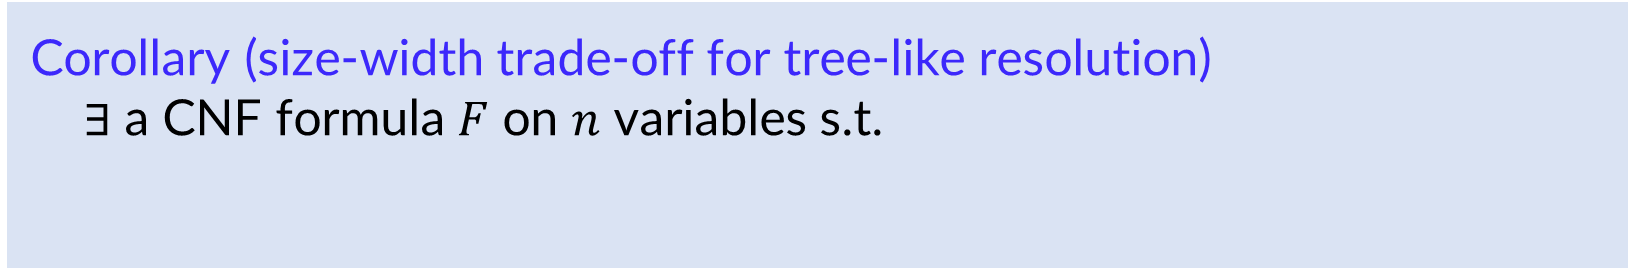 Corollary (size-width trade-off for tree-like resolution)
∃ a CNF formula 𝐹 on 𝑛 variables s.t.